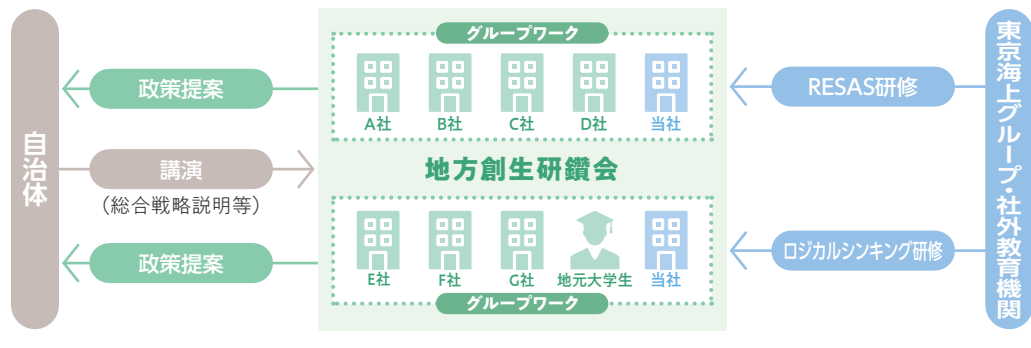 自治体
政策提案
講演
（総合戦略説明等）
政策提案
グループワーク
A社
B社
C社
D社
当社
地方創生研鑽会
E社
F社
G社
地元大学生
当社
グループワーク
RESAS研修
ロジカルシンキング研修
東京海上グループ・社外教育機関